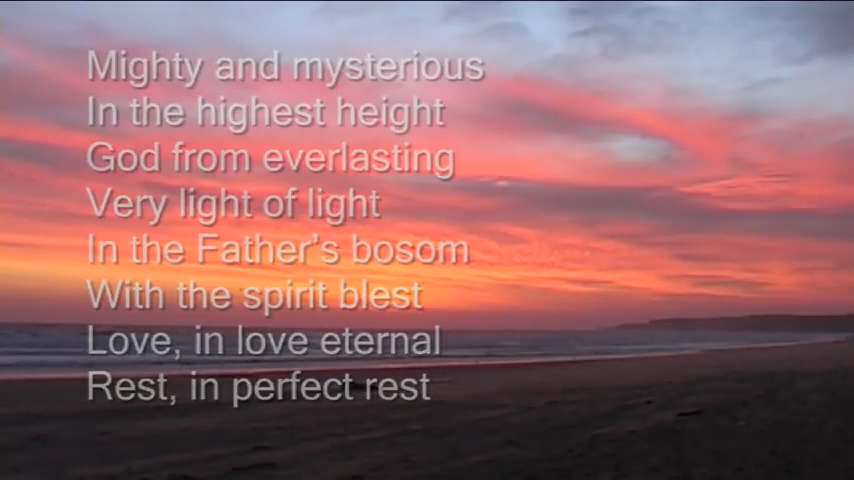 Mighty and mysterious
In the highest height
God from everlasting
Very light of light
In the Father's bosom
With the spirit blest
Love, in love eternal
Rest, in perfect rest